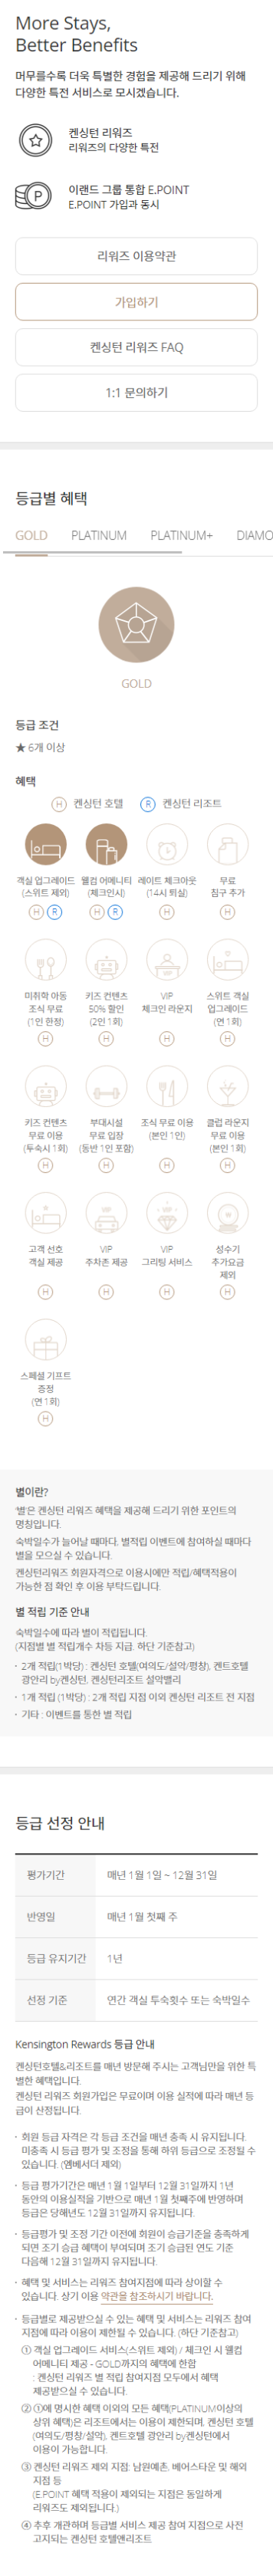 More Stays,
Better Benefits
머무를수록 더욱 특별한 경험을 제공해 드리기 위해
다양한 특전 서비스로 모시겠습니다.
켄싱턴 리워즈
리워즈의 다양한 특전
P
이랜드 그룹 통합 E.POINT
E.POINT 가입과 동시
리워즈 이용약관
가입하기
켄싱턴 리워즈 FAQ
1:1 문의하기
등급별 혜택
GOLD PLATINUM PLATINUM+ DIAMO
GOLD
등급 조건
★ 6개 이상
혜택
H 켄싱턴 호텔 R 켄싱턴 리조트
객실 업그레이드 웰컴 어메니티 레이트 체크아웃 무료
(스위트 제외) (체크인시) (14시 퇴실) 침구 추가
H R H R H H
미취학 아동 키즈 컨텐츠 VIP 스위트 객실
조식 무료 50% 할인 체크인 라운지 업그레이드
(1인 한정) (2인 1회) (연 1회)
H H H H
키즈 컨텐츠 부대시설 조식 무료 이용 클럽 라운지
무료 이용 무료 입장 (본인 1인) 무료 이용
(투숙시 1회) (동반 1인 포함) (본인 1회)
H H H H
고객 선호 VIP VIP 성수기
객실 제공 주차존 제공 그리팅 서비스 추가요금
제외
H H H H
스페셜 기프트
증정
(연 1회)
H
별이란?
'별'은 켄싱턴 리워즈 혜택을 제공해 드리기 위한 포인트의
명칭입니다.
숙박일수가 늘어날 때마다, 별적립 이벤트에 참여하실 때마다
별을 모으실 수 있습니다.
켄싱턴리워즈 회원자격으로 이용시에만 적립/혜택적용이
가능한 점 확인 후 이용 부탁드립니다.
별 적립 기준 안내
숙박일수에 따라 별이 적립됩니다.
(지점별 별 적립개수 차등 지급. 하단 기준참고)
· 2개 적립(1박당) : 켄싱턴 호텔(여의도/설악/평창), 켄트호텔
광안리 by켄싱턴, 켄싱턴리조트 설악밸리
· 1개 적립 (1박당) : 2개 적립 지점 이외 켄싱턴 리조트 전 지점
· 기타 : 이벤트를 통한 별 적립
등급 선정 안내
평가기간 매년 1월 1일 ~ 12월 31일
반영일 매년 1월 첫째 주
등급 유지기간 1년
선정 기준 연간 객실 투숙횟수 또는 숙박일수
Kensington Rewards 등급 안내
켄싱턴호텔&리조트를 매년 방문해 주시는 고객님만을 위한 특
별한 혜택입니다.
켄싱턴 리워즈 회원가입은 무료이며 이용 실적에 따라 매년 등
급이 산정됩니다.
· 회원 등급 자격은 각 등급 조건을 매년 충족 시 유지됩니다.
미충족 시 등급 평가 및 조정을 통해 하위 등급으로 조정될 수
있습니다. (엠베서더 제외)
· 등급 평가기간은 매년 1월 1일부터 12월 31일까지 1년
동안의 이용실적을 기반으로 매년 1월 첫째주에 반영하며
등급은 당해년도 12월 31일까지 유지됩니다.
· 등급평가 및 조정 기간 이전에 회원이 승급기준을 충족하게
되면 조기 승급 혜택이 부여되며 조기 승급된 연도 기준
다음해 12월 31일까지 유지됩니다.
· 혜택 및 서비스는 리워즈 참여지점에 따라 상이할 수
있습니다. 상기 이용 약관을 참조하시기 바랍니다.
· 등급별로 제공받으실 수 있는 혜택 및 서비스는 리워즈 참여
지점에 따라 이용이 제한될 수 있습니다. (하단 기준참고)
① 객실 업그레이드 서비스(스위트 제외) / 체크인 시 웰컴
어메니티 제공 - GOLD까지의 혜택에 한함
: 켄싱턴 리워즈 별 적립 참여지점 모두에서 혜택
제공받으실 수 있습니다.
② ①에 명시한 혜택 이외의 모든 혜택(PLATINUM이상의
상위 혜택)은 리조트에서는 이용이 제한되며, 켄싱턴 호텔
(여의도/평창/설악), 켄트호텔 광안리 by켄싱턴에서
이용이 가능합니다.
③ 켄싱턴 리워즈 제외 지점: 남원예촌, 베어스타운 및 해외
지점 등
(E.POINT 혜택 적용이 제외되는 지점은 동일하게
리워즈도 제외됩니다.)
④ 추후 개관하며 등급별 서비스 제공 참여 지점으로 사전
고지되는 켄싱턴 호텔앤리조트